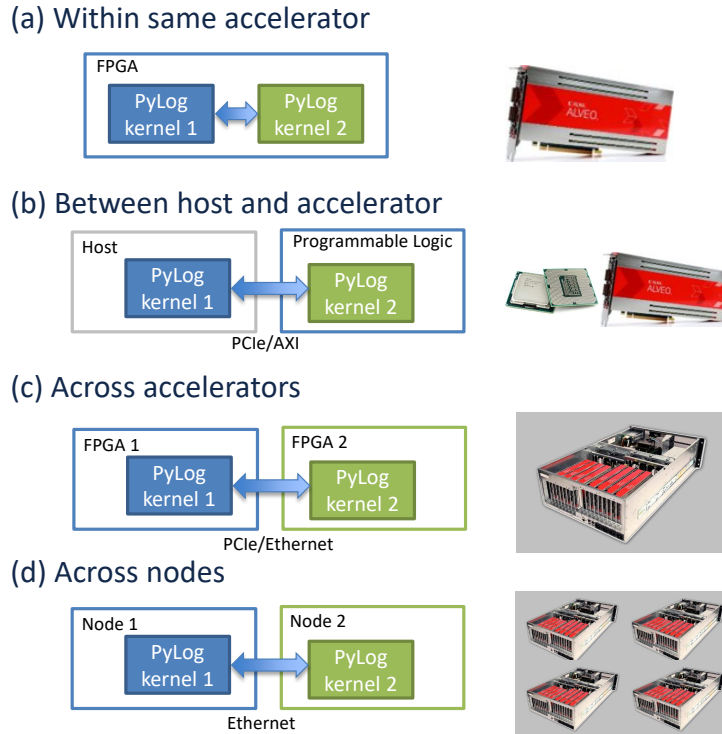 (a) Within same accelerator
FPGA
PyLog
kernel 1
PyLog
kernel 2
ALVEO.
(b) Between host and accelerator
Host
PyLog
kernel 1
Programmable Logic
PyLog
kernel 2
PCIe/AXI
ALVEO.
(c) Across accelerators
FPGA 1
PyLog
kernel 1
FPGA 2
PyLog
kernel 2
PCIe/Ethernet
(d) Across nodes
Node 1
PyLog
kernel 1
Node 2
PyLog
kernel 2
Ethernet